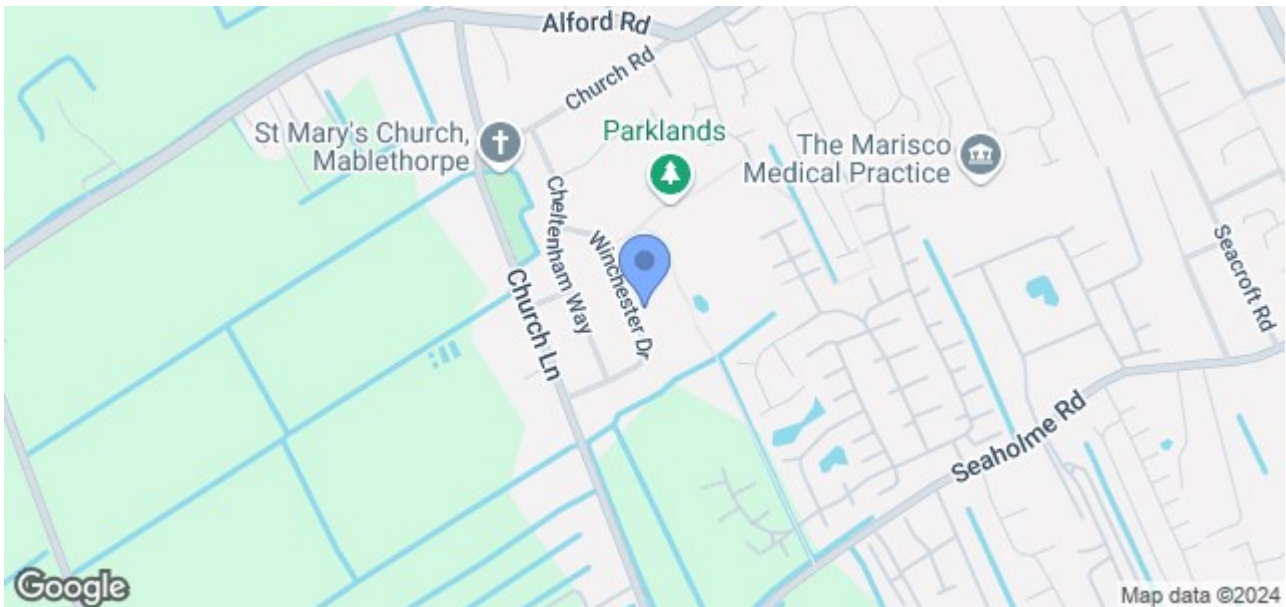 Alford Rd
Church Rd
St Mary's Church,
Mablethorpe
Parklands
The Marisco
Medical Practice
Cheltenham Way
Winchester Dr
Church Ln
Seacroft Rd
Seaholme Rd
Google
Map data ©2024